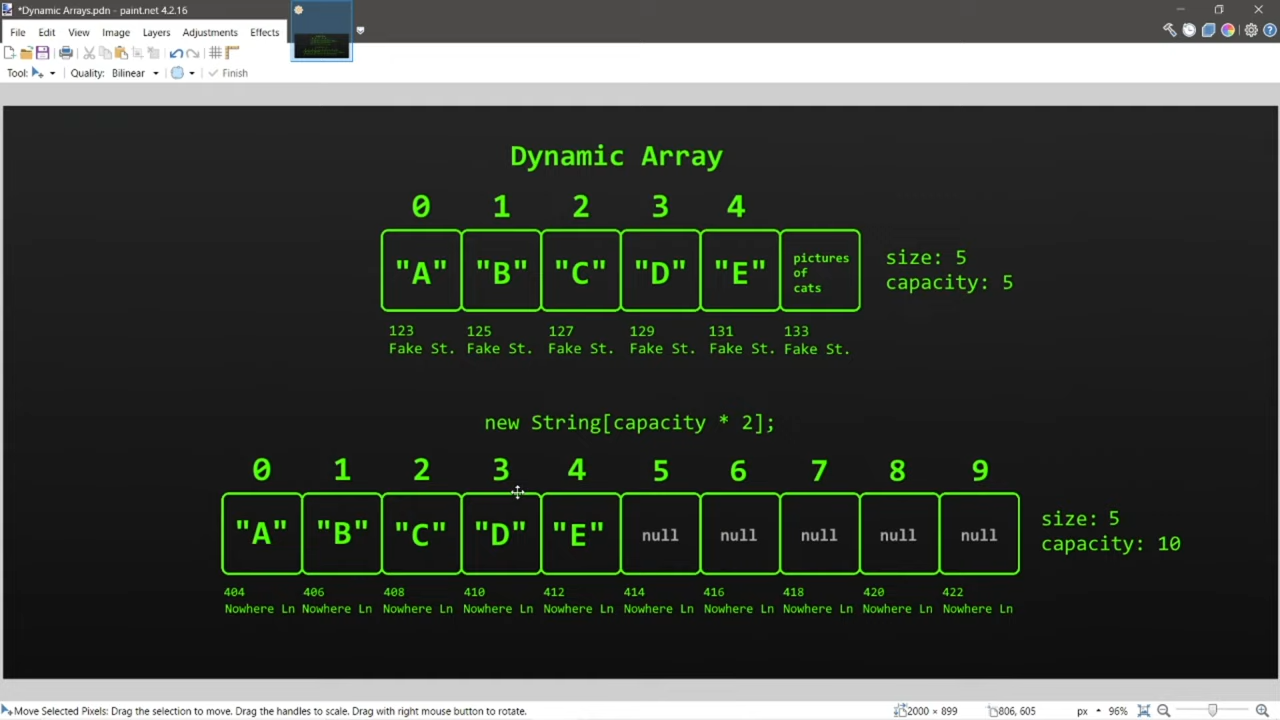 *Dynamic Arrays.pdn - paint.net 4.2.16
File Edit View Image Layers Adjustments Effects
Tool: Quality: Bilinear Finish
Dynamic Array
0 1 2 3 4
"A" "B" "C" "D" "E" pictures of cats
size: 5
capacity: 5
123 125 127 129 131 133
Fake St. Fake St. Fake St. Fake St. Fake St. Fake St.
new String[capacity * 2];
0 1 2 3 4 5 6 7 8 9
"A" "B" "C" "D" "E" null null null null null
size: 5
capacity: 10
404 406 408 410 412 414 416 418 420 422
Nowhere Ln Nowhere Ln Nowhere Ln Nowhere Ln Nowhere Ln Nowhere Ln Nowhere Ln Nowhere Ln Nowhere Ln Nowhere Ln
Move Selected Pixels: Drag the selection to move. Drag the handles to scale. Drag with right mouse button to rotate. 2000 × 899 806, 605 px 96%